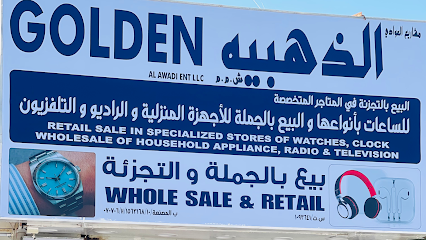 GOLDEN الذهبيه مشاريع العوادي
AL AWADI ENT LLC ش.م.م
البيع بالتجزئة في المتاجر المتخصصة
للساعات بأنواعها و البيع بالجملة للأجهزة المنزلية و الراديو و التلفزيون
RETAIL SALE IN SPECIALIZED STORES OF WATCHES, CLOCK
WHOLESALE OF HOUSEHOLD APPLIANCE, RADIO & TELEVISION
بيع بالجملة و التجزئة
WHOLE SALE & RETAIL